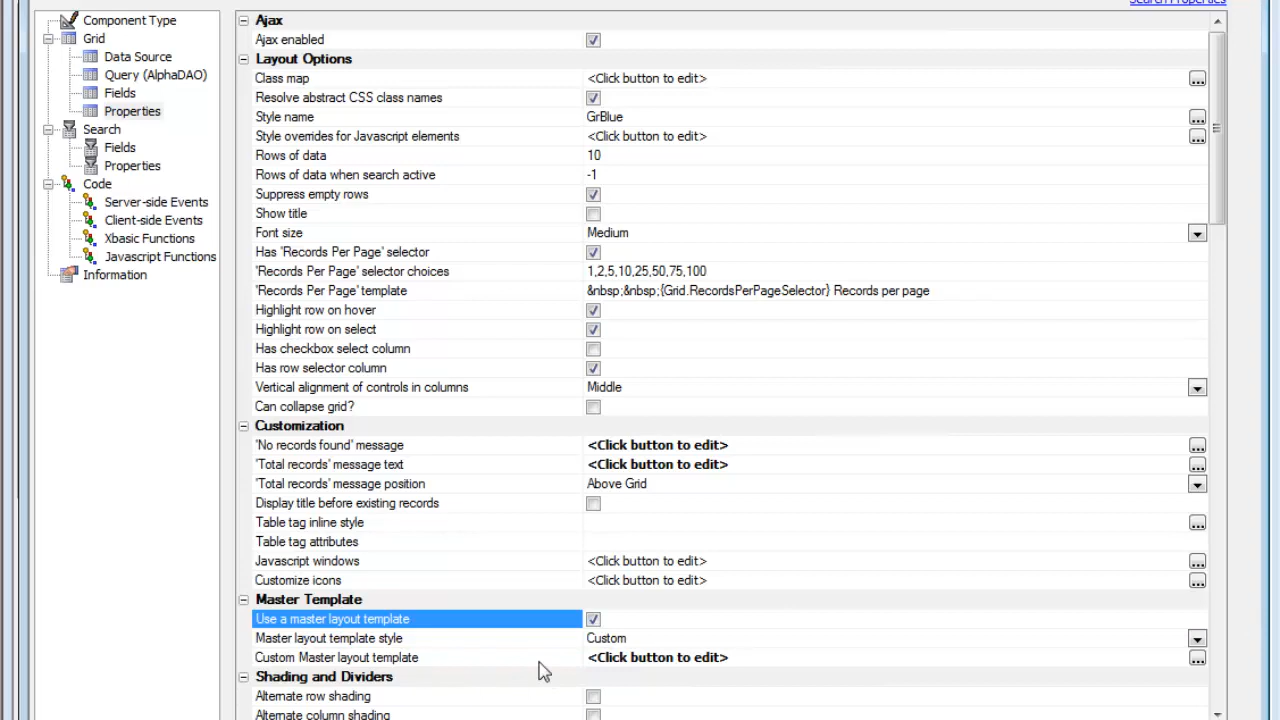 Search Properties
Component Type
Grid
Data Source
Query (AlphaDAO)
Fields
Properties
Search
Fields
Properties
Code
Server-side Events
Client-side Events
Xbasic Functions
Javascript Functions
Information
Ajax
Ajax enabled
Layout Options
Class map <Click button to edit>
Resolve abstract CSS class names
Style name GrBlue
Style overrides for Javascript elements <Click button to edit>
Rows of data 10
Rows of data when search active -1
Suppress empty rows
Show title
Font size Medium
Has 'Records Per Page' selector
'Records Per Page' selector choices 1,2,5,10,25,50,75,100
'Records Per Page' template &nbsp;&nbsp;{Grid.RecordsPerPageSelector} Records per page
Highlight row on hover
Highlight row on select
Has checkbox select column
Has row selector column
Vertical alignment of controls in columns Middle
Can collapse grid?
Customization
'No records found' message <Click button to edit>
'Total records' message text <Click button to edit>
'Total records' message position Above Grid
Display title before existing records
Table tag inline style
Table tag attributes
Javascript windows <Click button to edit>
Customize icons <Click button to edit>
Master Template
Use a master layout template
Master layout template style Custom
Custom Master layout template <Click button to edit>
Shading and Dividers
Alternate row shading
Alternate column shading